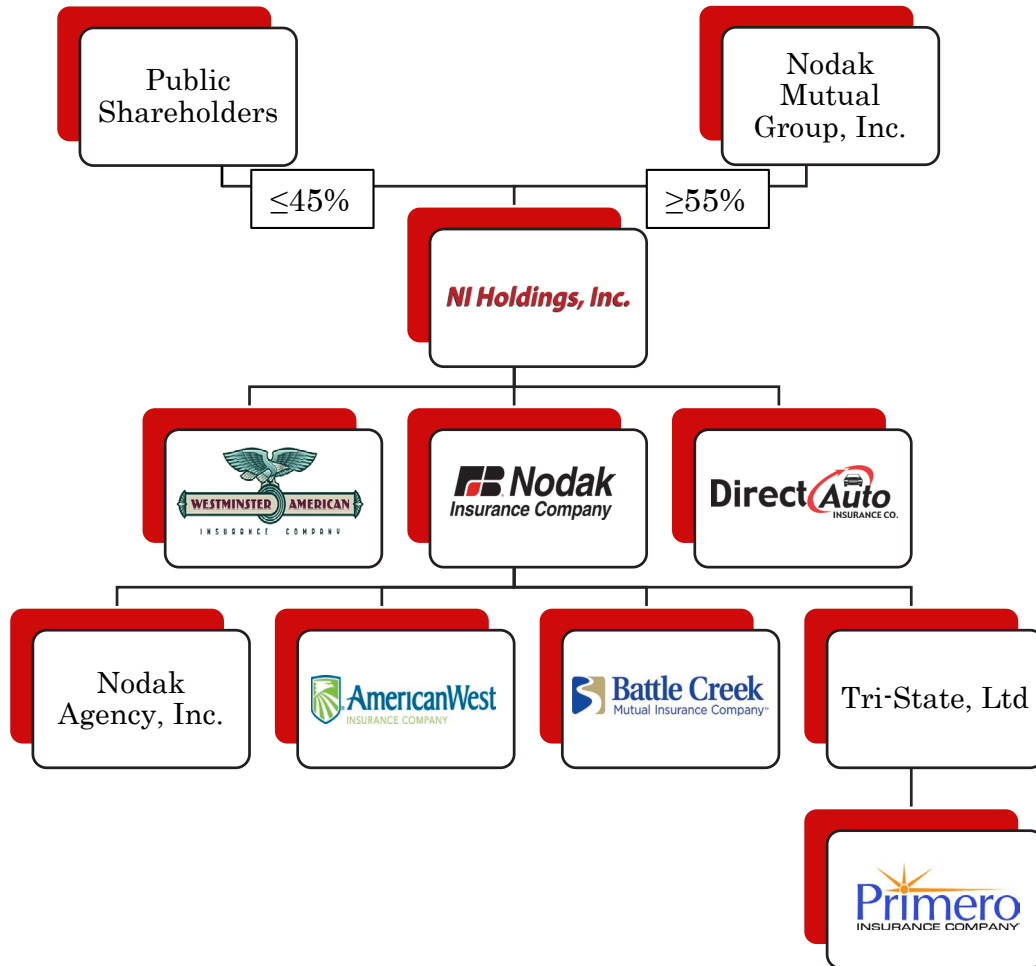 Public
Shareholders
Nodak
Mutual
Group, Inc.
≤45%
≥55%
NI Holdings, Inc.
WESTMINSTER AMERICAN
INSURANCE COMPANY
Nodak
Insurance Company
Direct Auto
INSURANCE CO.
Nodak
Agency, Inc.
AmericanWest
INSURANCE COMPANY
Battle Creek
Mutual Insurance Company™
Tri-State, Ltd
Primero
INSURANCE COMPANY